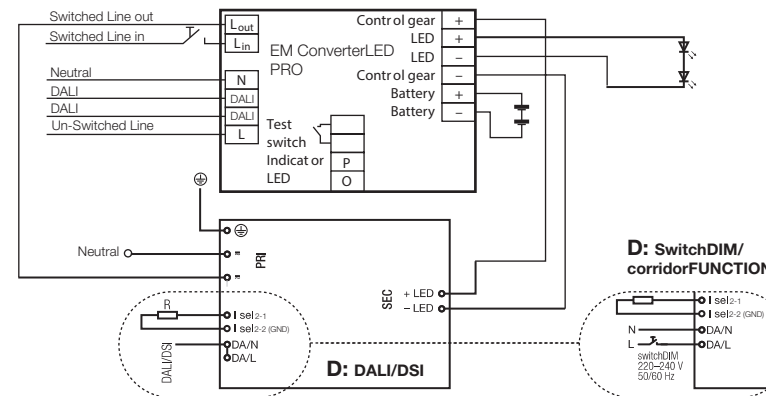 Switched Line out
Switched Line in
Neutral
DALI
DALI
Un-Switched Line
Lout
Lin
N
DALI
DALI
L
EM ConverterLED
PRO
Test
switch
Indicator
LED
P
O
Control gear +
LED +
LED –
Control gear –
Battery +
Battery –
Neutral
PRI
SEC
+ LED
– LED
R
I sel2-1
I sel2-2 (GND)
DA/N
DA/L
DALI/DSI
D: DALI/DSI
D: SwitchDIM/
corridorFUNCTION
I sel2-1
I sel2-2 (GND)
N
DA/N
L
DA/L
switchDIM
220–240 V
50/60 Hz